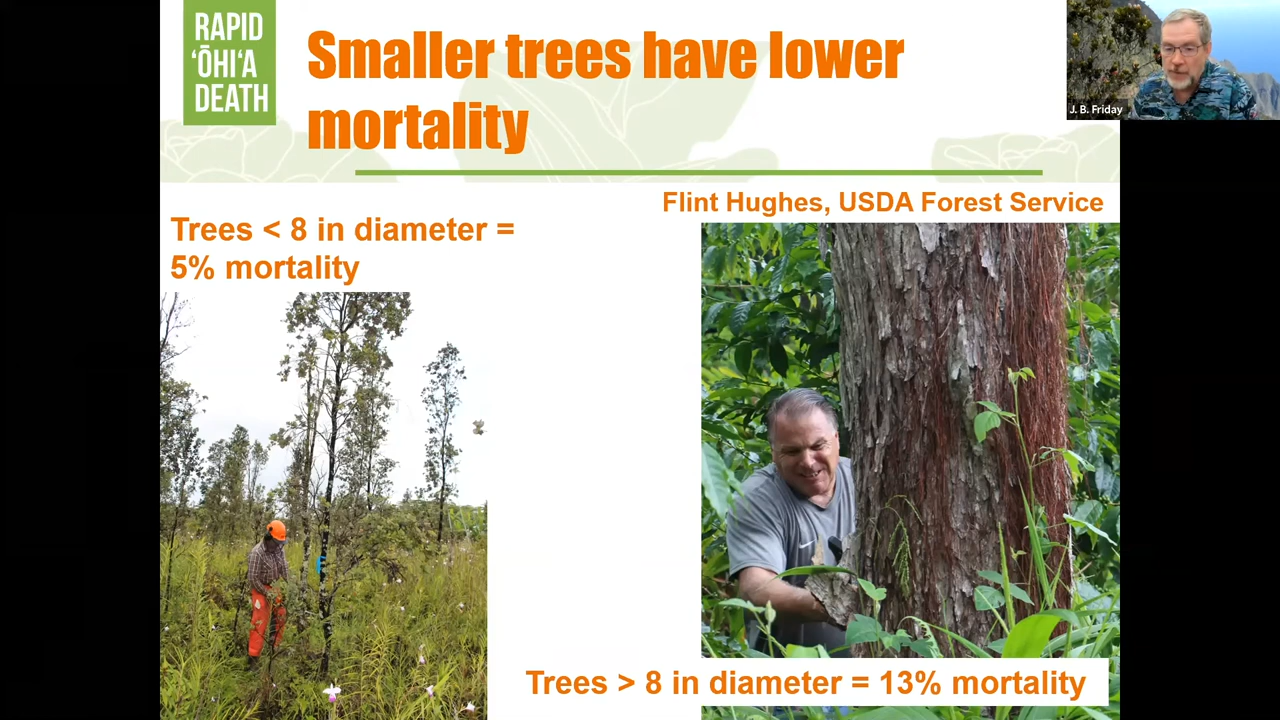 RAPID
ʻŌHIʻA
DEATH
Smaller trees have lower
mortality
J. B. Friday
Flint Hughes, USDA Forest Service
Trees < 8 in diameter =
5% mortality
Trees > 8 in diameter = 13% mortality